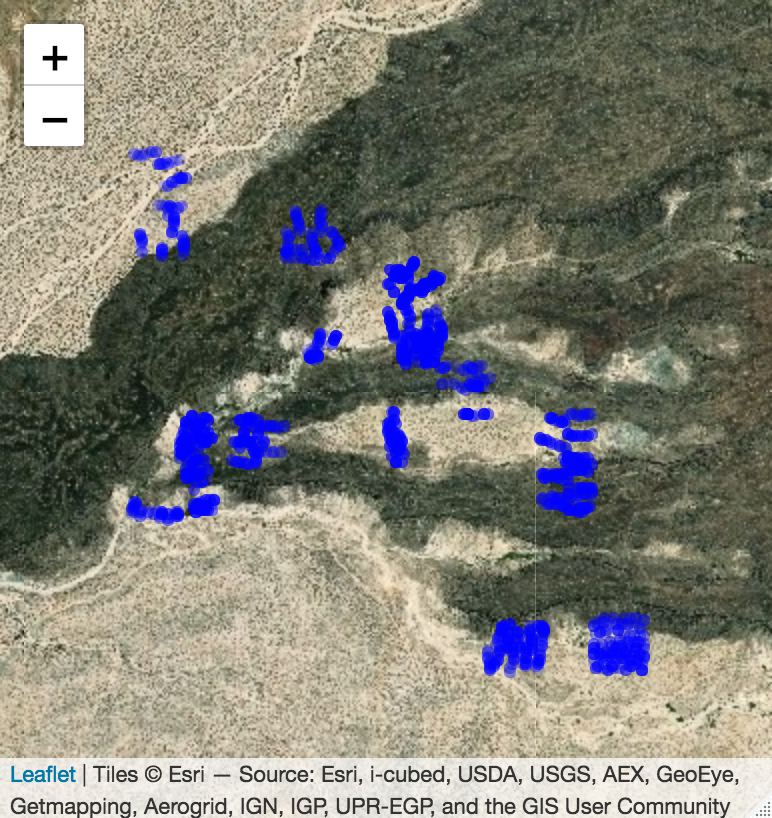 +
−
Leaflet | Tiles © Esri — Source: Esri, i-cubed, USDA, USGS, AEX, GeoEye,
Getmapping, Aerogrid, IGN, IGP, UPR-EGP, and the GIS User Community